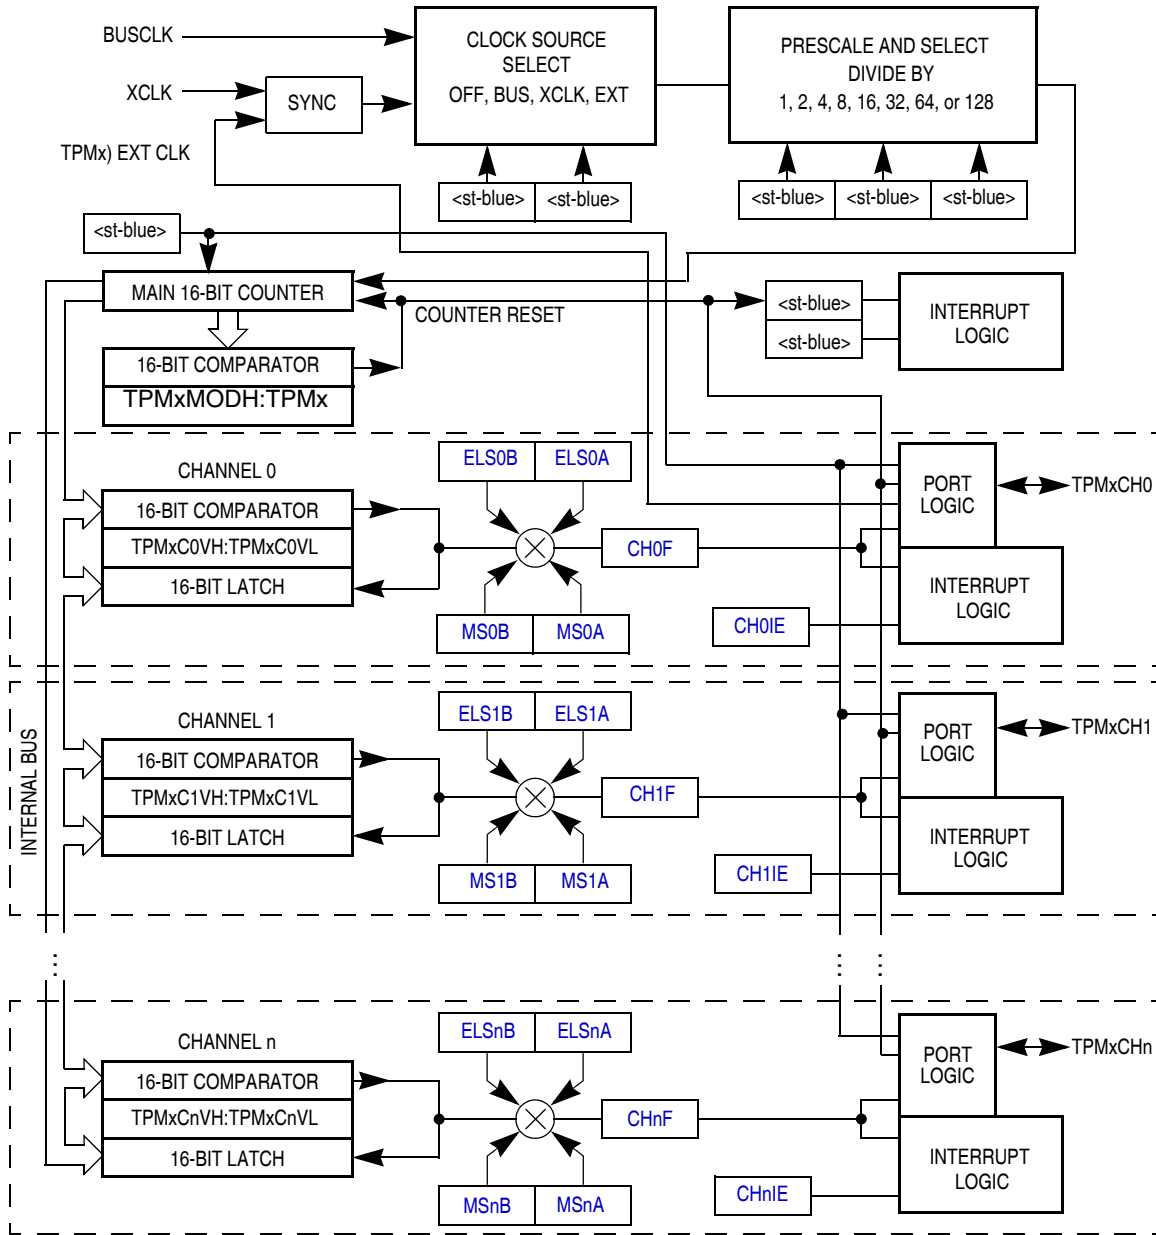 BUSCLK
CLOCK SOURCE
SELECT
OFF, BUS, XCLK, EXT
PRESCALE AND SELECT
DIVIDE BY
1, 2, 4, 8, 16, 32, 64, or 128
XCLK
SYNC
TPMx) EXT CLK
<st-blue>
<st-blue>
<st-blue>
<st-blue>
<st-blue>
<st-blue>
MAIN 16-BIT COUNTER
COUNTER RESET
<st-blue>
<st-blue>
INTERRUPT
LOGIC
16-BIT COMPARATOR
TPMxMODH:TPMx
CHANNEL 0
ELS0B
ELS0A
PORT
LOGIC
TPMxCH0
16-BIT COMPARATOR
TPMxC0VH:TPMxC0VL
16-BIT LATCH
CH0F
INTERRUPT
LOGIC
MS0B
MS0A
CH0IE
INTERNAL BUS
CHANNEL 1
ELS1B
ELS1A
PORT
LOGIC
TPMxCH1
16-BIT COMPARATOR
TPMxC1VH:TPMxC1VL
16-BIT LATCH
CH1F
INTERRUPT
LOGIC
MS1B
MS1A
CH1IE
...
...
...
CHANNEL n
ELSnB
ELSnA
PORT
LOGIC
TPMxCHn
16-BIT COMPARATOR
TPMxCnVH:TPMxCnVL
16-BIT LATCH
CHnF
INTERRUPT
LOGIC
MSnB
MSnA
CHnIE